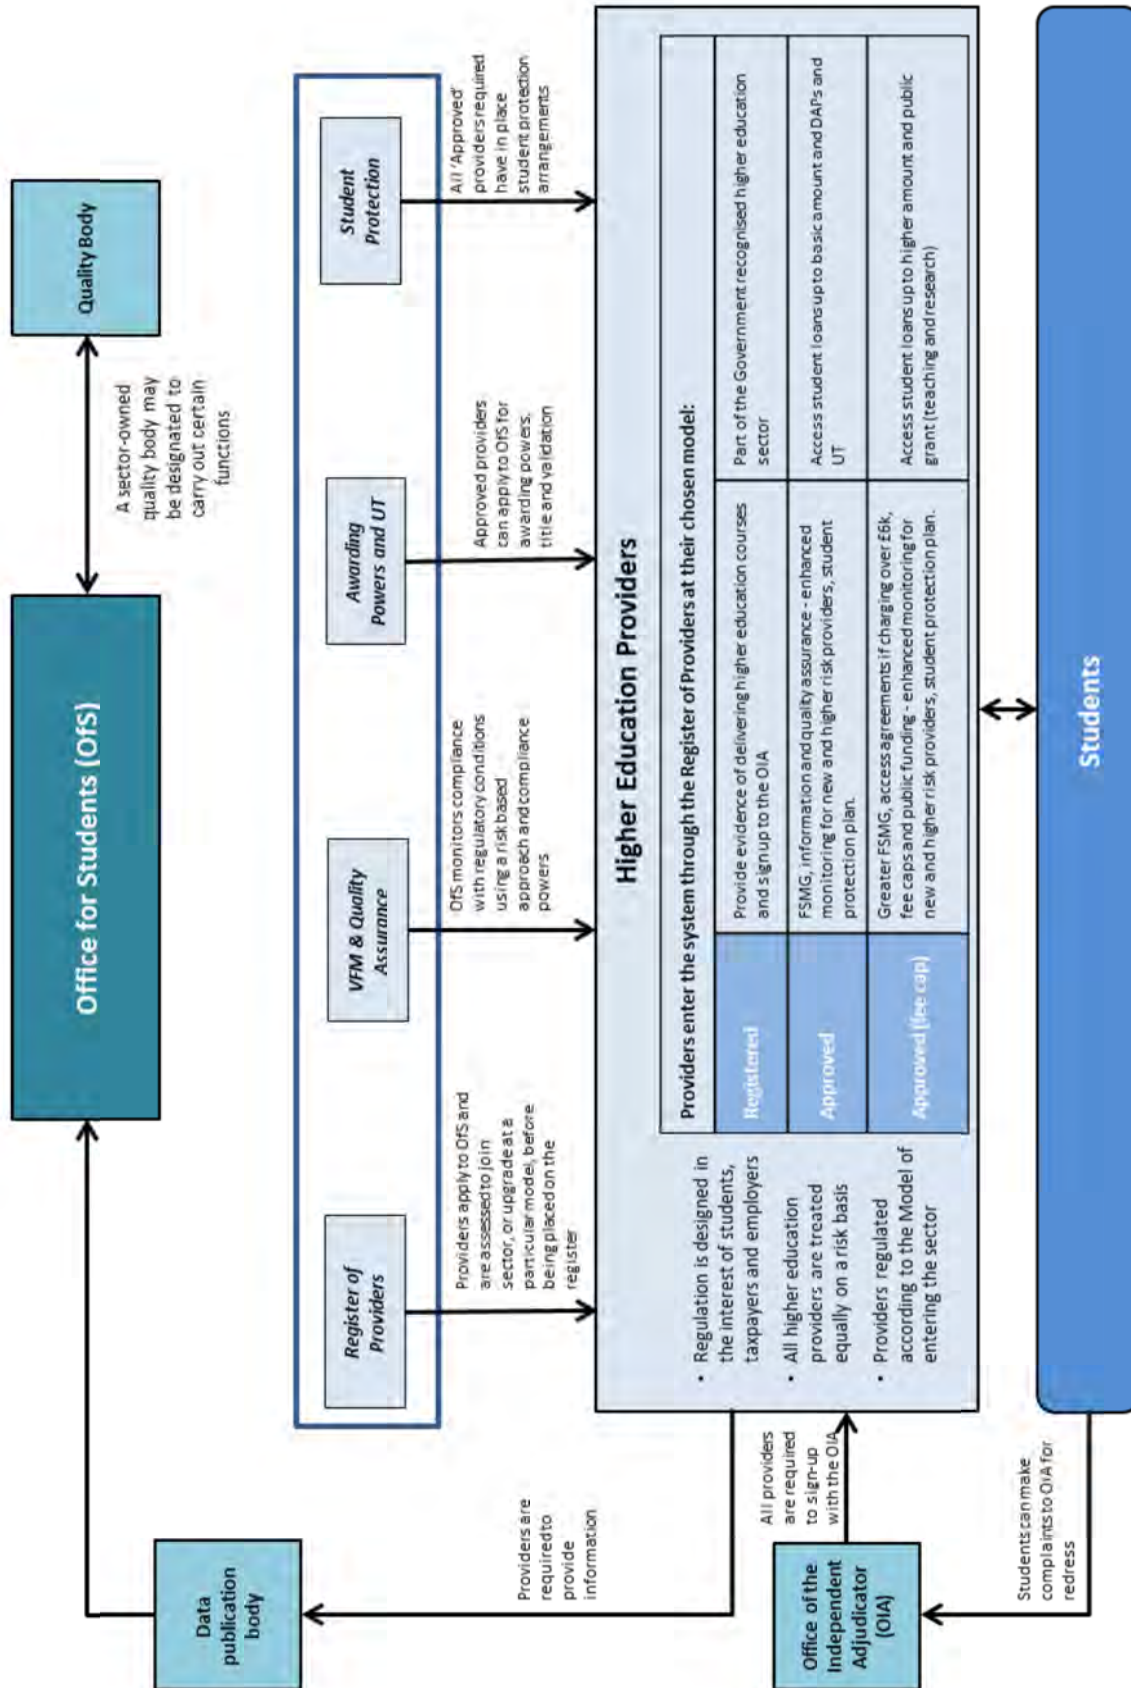 Office for Students (OfS)
Quality Body
A sector-owned
quality body may
be designated to
carry out certain
functions
Data
publication
body
Register of
Providers
VFM & Quality
Assurance
Awarding
Powers and UT
Student
Protection
Providers apply to OfS and
are assessed to join
sector, or upgrade at a
particular model, before
being placed on the
register
OfS monitors compliance
with regulatory conditions
using a risk based
approach and compliance
powers
Approved providers
can apply to OfS for
awarding powers,
title and validation
All 'Approved'
providers required
have in place
student protection
arrangements
Providers are
required to
provide
information
Higher Education Providers
• Regulation is designed in
the interest of students,
taxpayers and employers
• All higher education
providers are treated
equally on a risk basis
• Providers regulated
according to the Model of
entering the sector
Providers enter the system through the Register of Providers at their chosen model:
Registered
Provide evidence of delivering higher education courses
and sign up to the OIA
Part of the Government recognised higher education
sector
Approved
FSMG, information and quality assurance - enhanced
monitoring for new and higher risk providers, student
protection plan.
Access student loans up to basic amount and DAPs and
UT
Approved (fee cap)
Greater FSMG, access agreements if charging over £6k,
fee caps and public funding - enhanced monitoring for
new and higher risk providers, student protection plan.
Access student loans up to higher amount and public
grant (teaching and research)
All providers
are required
to sign-up
with the OIA
Office of the
Independent
Adjudicator
(OIA)
Students can make
complaints to OIA for
redress
Students